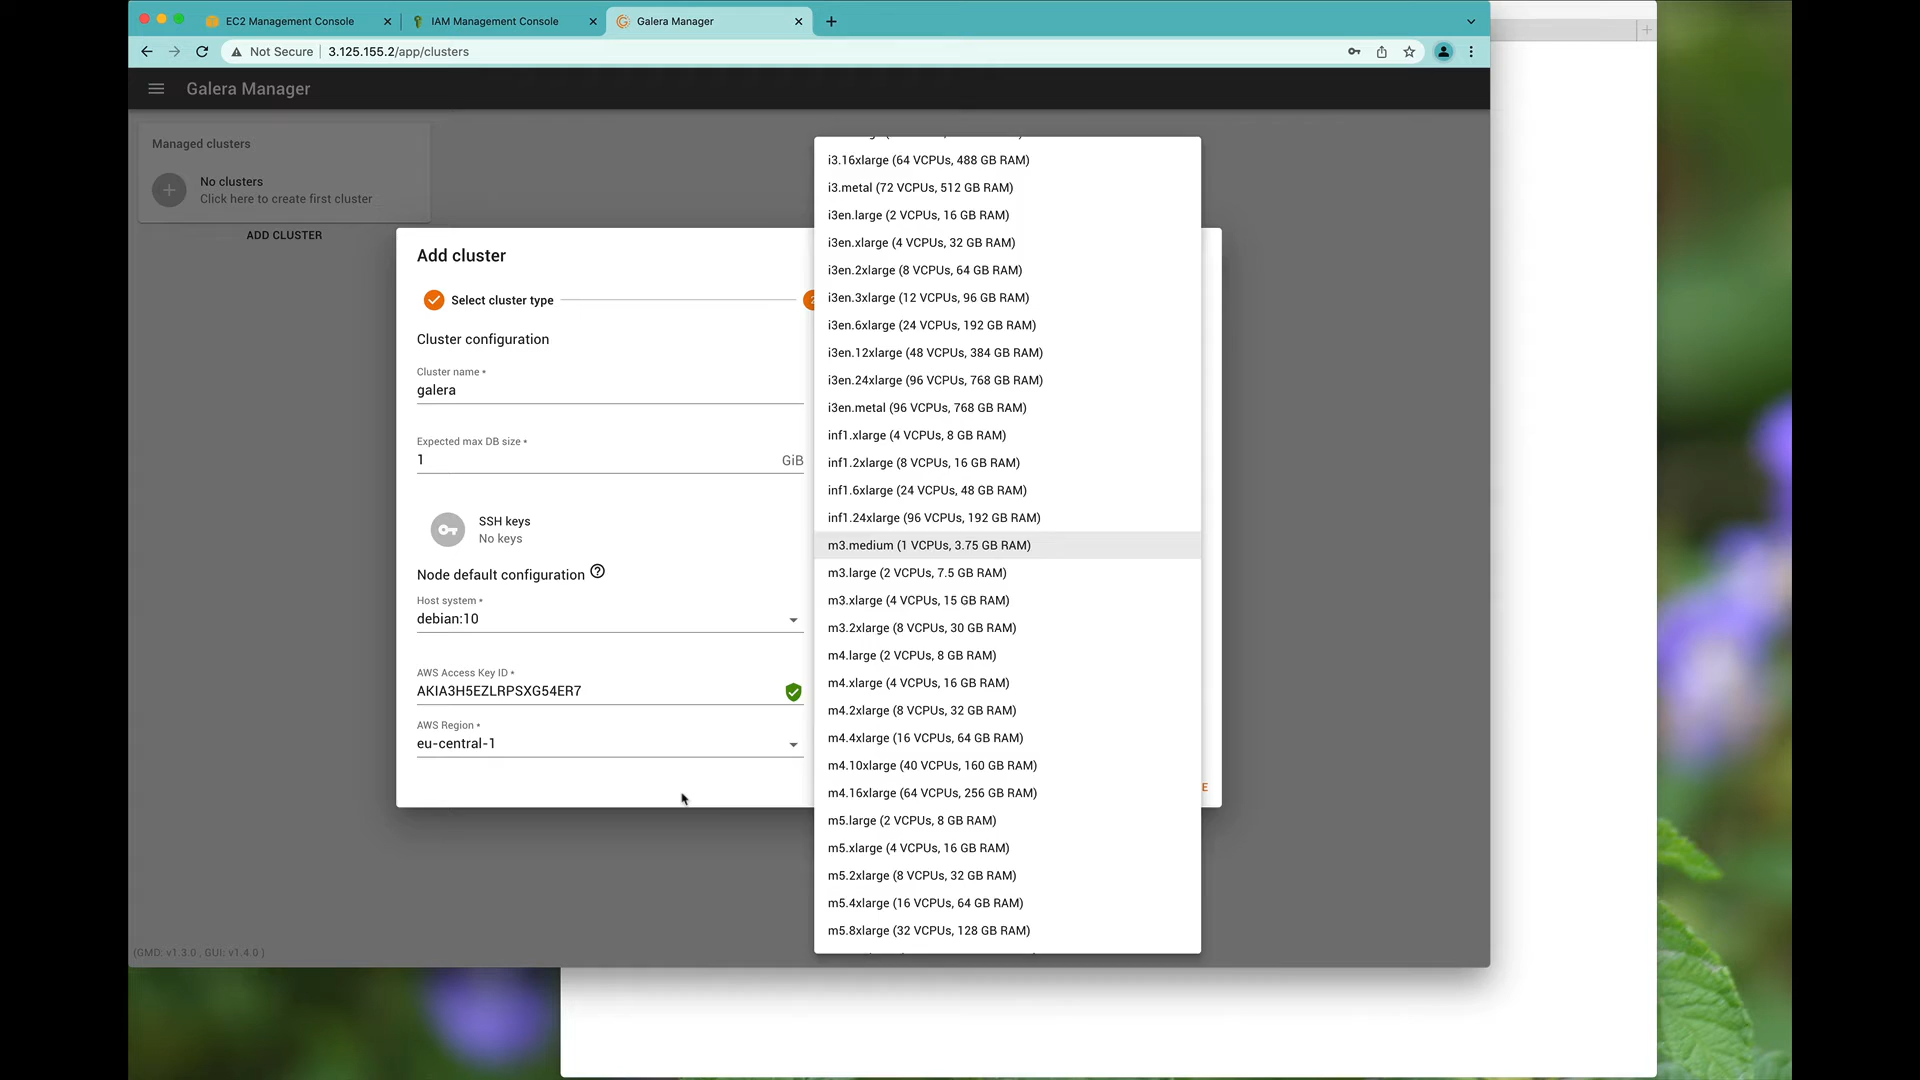 EC2 Management Console
IAM Management Console
Galera Manager
Not Secure
3.125.155.2/app/clusters
Galera Manager
Managed clusters
No clusters
Click here to create first cluster
ADD CLUSTER
Add cluster
Select cluster type
Cluster configuration
Cluster name *
galera
Expected max DB size *
1
GiB
SSH keys
No keys
Node default configuration
Host system *
debian:10
AWS Access Key ID *
AKIA3H5EZLRPSXG54ER7
AWS Region *
eu-central-1
i3.16xlarge (64 VCPUs, 488 GB RAM)
i3.metal (72 VCPUs, 512 GB RAM)
i3en.large (2 VCPUs, 16 GB RAM)
i3en.xlarge (4 VCPUs, 32 GB RAM)
i3en.2xlarge (8 VCPUs, 64 GB RAM)
i3en.3xlarge (12 VCPUs, 96 GB RAM)
i3en.6xlarge (24 VCPUs, 192 GB RAM)
i3en.12xlarge (48 VCPUs, 384 GB RAM)
i3en.24xlarge (96 VCPUs, 768 GB RAM)
i3en.metal (96 VCPUs, 768 GB RAM)
inf1.xlarge (4 VCPUs, 8 GB RAM)
inf1.2xlarge (8 VCPUs, 16 GB RAM)
inf1.6xlarge (24 VCPUs, 48 GB RAM)
inf1.24xlarge (96 VCPUs, 192 GB RAM)
m3.medium (1 VCPUs, 3.75 GB RAM)
m3.large (2 VCPUs, 7.5 GB RAM)
m3.xlarge (4 VCPUs, 15 GB RAM)
m3.2xlarge (8 VCPUs, 30 GB RAM)
m4.large (2 VCPUs, 8 GB RAM)
m4.xlarge (4 VCPUs, 16 GB RAM)
m4.2xlarge (8 VCPUs, 32 GB RAM)
m4.4xlarge (16 VCPUs, 64 GB RAM)
m4.10xlarge (40 VCPUs, 160 GB RAM)
m4.16xlarge (64 VCPUs, 256 GB RAM)
m5.large (2 VCPUs, 8 GB RAM)
m5.xlarge (4 VCPUs, 16 GB RAM)
m5.2xlarge (8 VCPUs, 32 GB RAM)
m5.4xlarge (16 VCPUs, 64 GB RAM)
m5.8xlarge (32 VCPUs, 128 GB RAM)
E
(GMD: v1.3.0 , GUI: v1.4.0 )